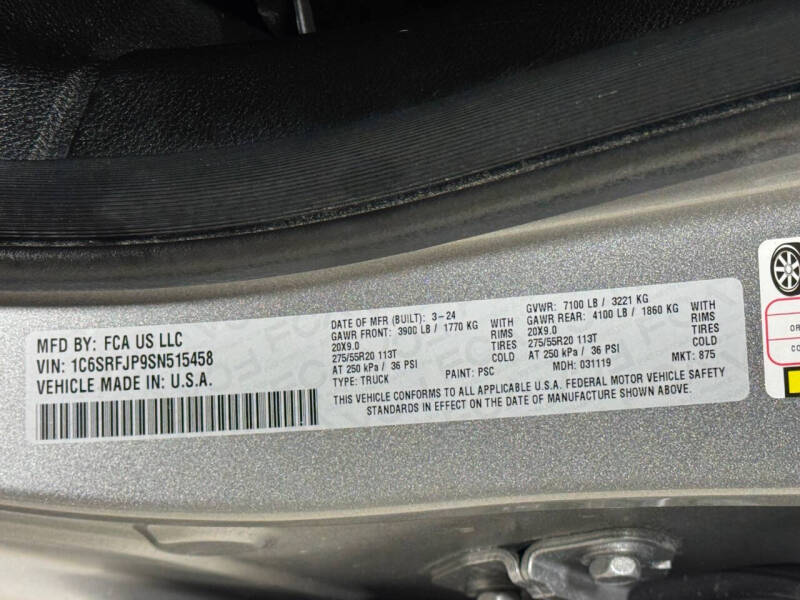 MFD BY: FCA US LLC
VIN: 1C6SRFJP9SN515458
VEHICLE MADE IN: U.S.A.
DATE OF MFR (BUILT): 3-24 GVWR: 7100 LB / 3221 KG
GAWR FRONT: 3900 LB / 1770 KG WITH GAWR REAR: 4100 LB / 1860 KG WITH
20X9.0 RIMS 20X9.0 RIMS
275/55R20 113T TIRES 275/55R20 113T TIRES
AT 250 kPa / 36 PSI COLD AT 250 kPa / 36 PSI COLD
TYPE: TRUCK PAINT: PSC MDH: 031119 MKT: 875
THIS VEHICLE CONFORMS TO ALL APPLICABLE U.S.A. FEDERAL MOTOR VEHICLE SAFETY
STANDARDS IN EFFECT ON THE DATE OF MANUFACTURE SHOWN ABOVE.